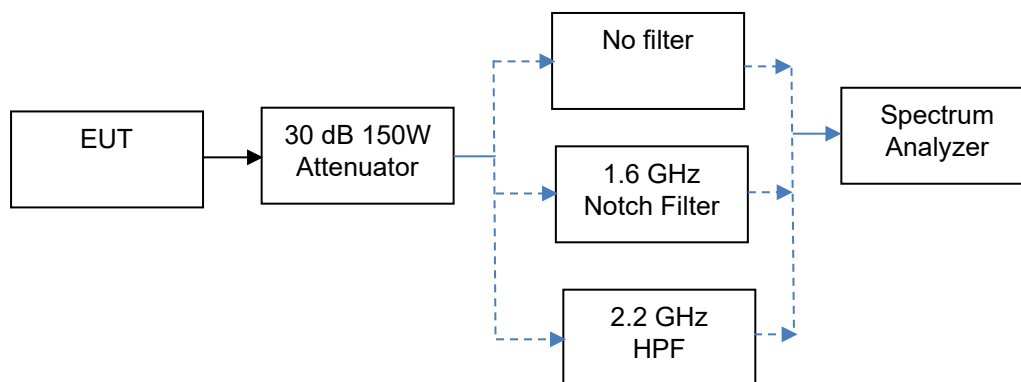 EUT
30 dB 150W
Attenuator
No filter
1.6 GHz
Notch Filter
2.2 GHz
HPF
Spectrum
Analyzer